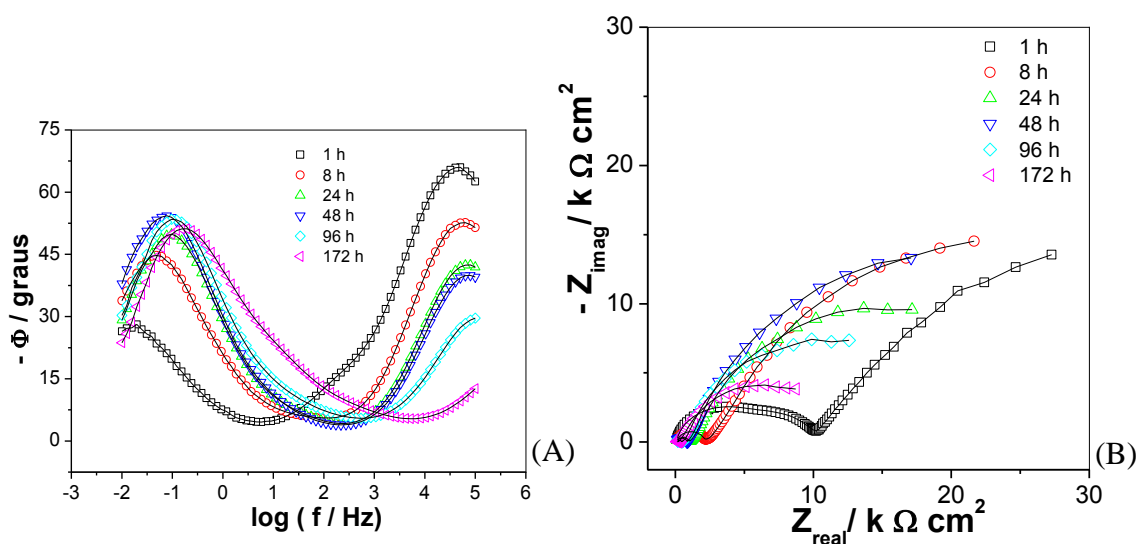 75
60
45
30
15
0
- Φ / graus
1 h
8 h
24 h
48 h
96 h
172 h
-3 -2 -1 0 1 2 3 4 5 6
log ( f / Hz)
(A)
30
20
10
0
- Z imag / k Ω cm²
1 h
8 h
24 h
48 h
96 h
172 h
0 10 20 30
Z real / k Ω cm²
(B)